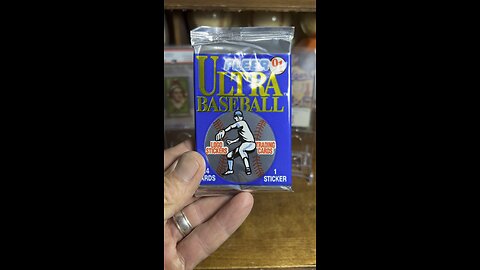 FLEER
ULTRA
BASEBALL
LOGO STICKERS TRADING CARDS
1
STICKER